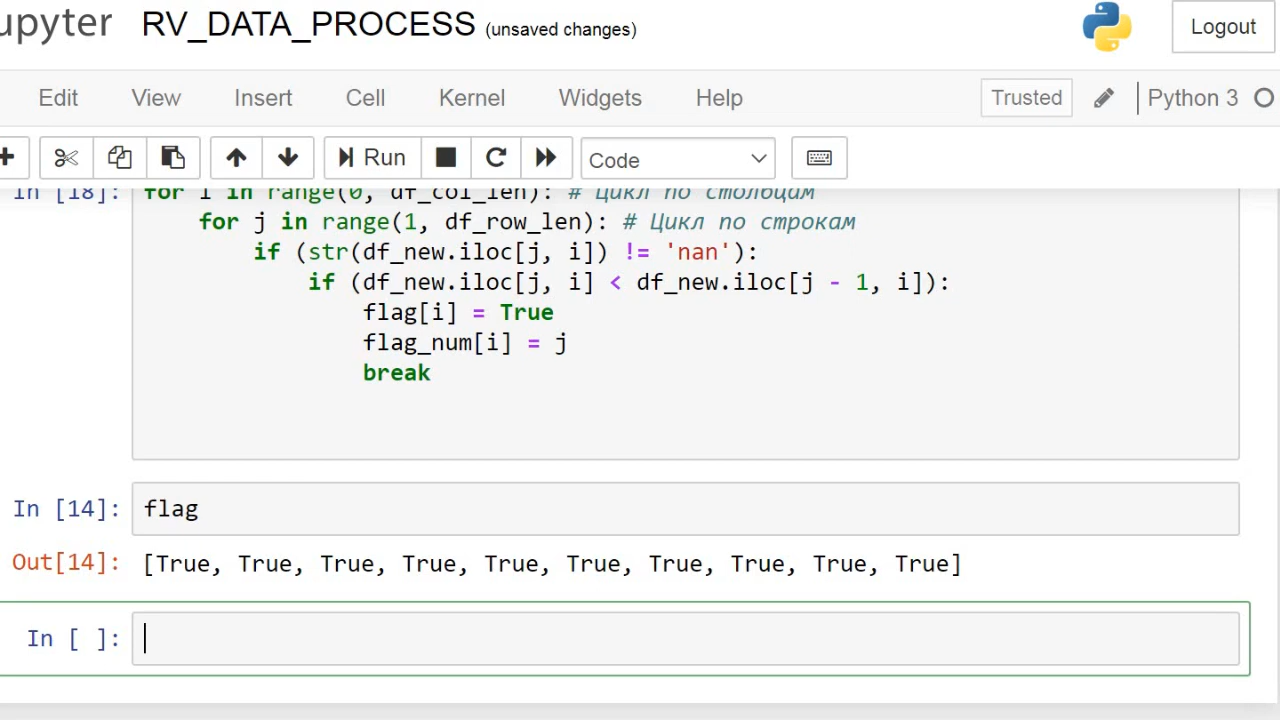 upyter RV_DATA_PROCESS (unsaved changes) Logout
Edit View Insert Cell Kernel Widgets Help Trusted Python 3
Run Code
In [18]: for i in range(0, df_col_len): # Цикл по столбцам
for j in range(1, df_row_len): # Цикл по строкам
if (str(df_new.iloc[j, i]) != 'nan'):
if (df_new.iloc[j, i] < df_new.iloc[j - 1, i]):
flag[i] = True
flag_num[i] = j
break
In [14]: flag
Out[14]: [True, True, True, True, True, True, True, True, True, True]
In [ ]: